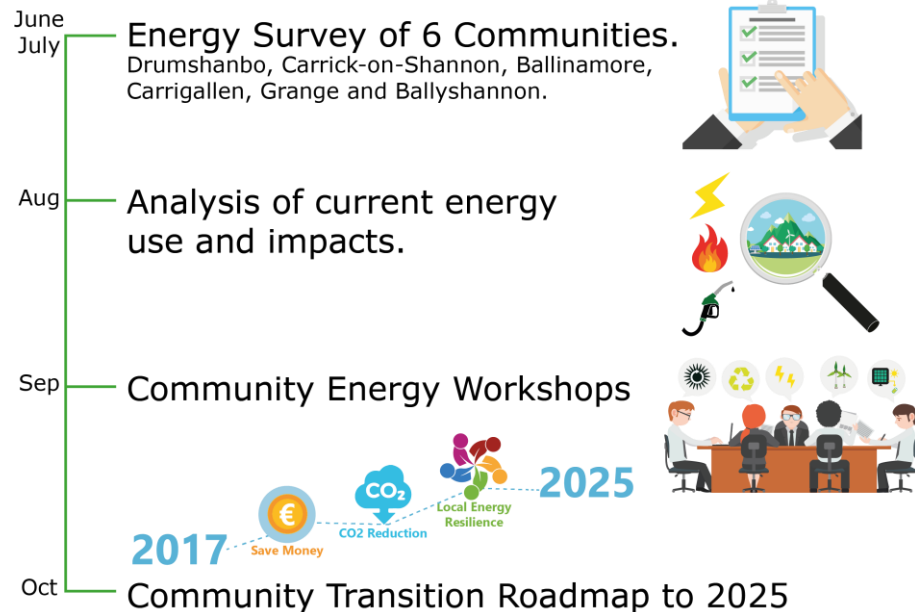 June
July
Energy Survey of 6 Communities.
Drumshanbo, Carrick-on-Shannon, Ballinamore,
Carrigallen, Grange and Ballyshannon.
Aug
Analysis of current energy
use and impacts.
Sep
Community Energy Workshops
2017
€
Save Money
CO₂
CO2 Reduction
Local Energy
Resilience
2025
Oct
Community Transition Roadmap to 2025